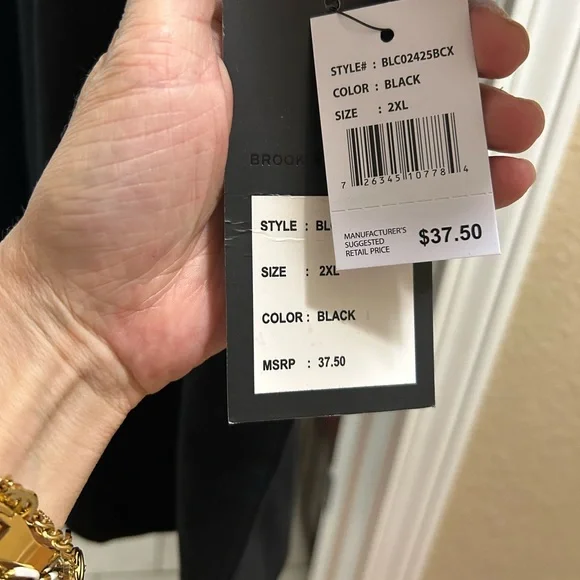 STYLE# : BLC02425BCX
COLOR : BLACK
SIZE : 2XL
7 26345 10778 4
MANUFACTURER'S
SUGGESTED
RETAIL PRICE
$37.50
BROOK
STYLE : BL
SIZE : 2XL
COLOR : BLACK
MSRP : 37.50